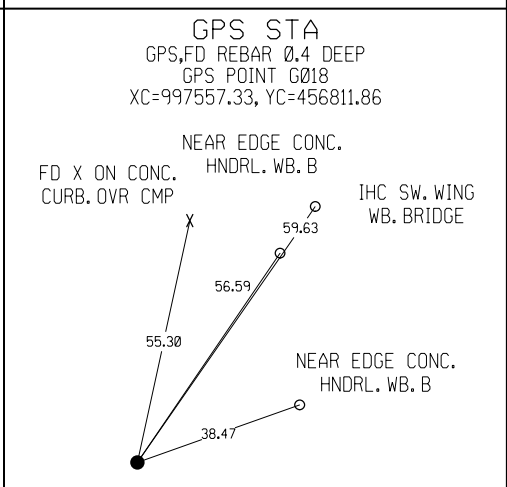 GPS STA
GPS,FD REBAR 0.4 DEEP
GPS POINT G018
XC=997557.33, YC=456811.86
NEAR EDGE CONC.
HNDRL. WB. B
FD X ON CONC.
CURB. OVR CMP
X
IHC SW. WING
WB. BRIDGE
59.63
56.59
55.30
NEAR EDGE CONC.
HNDRL. WB. B
38.47